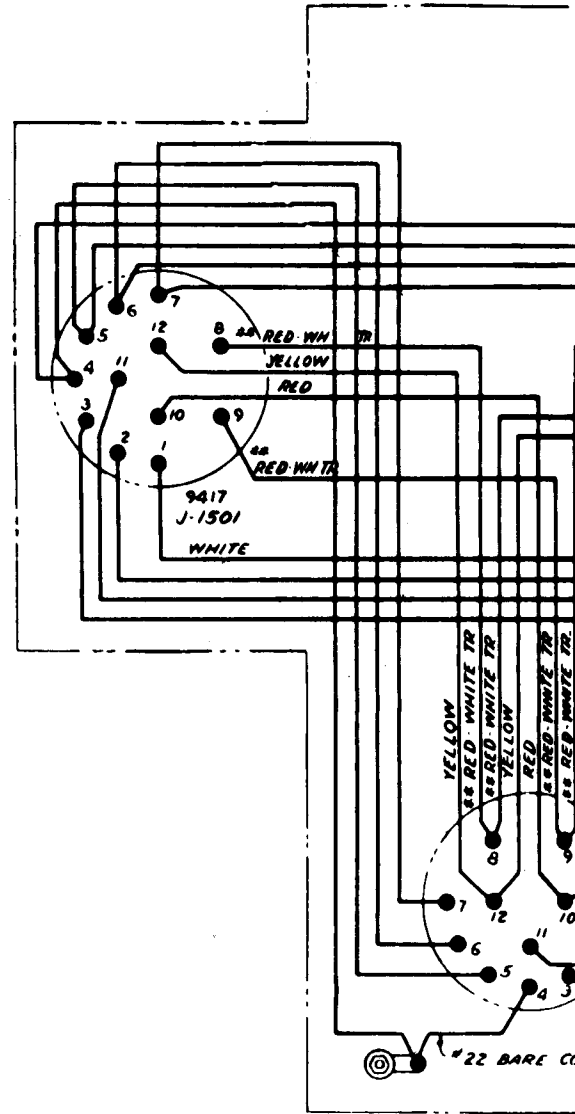 7
6
12
8 ** RED-WH TR
5
YELLOW
4
11
RED
3
10
9
2
1
**
RED-WH TR
9417
J-1501
WHITE
YELLOW
** RED-WHITE TR
** RED-WHITE TR
YELLOW
RED
** RED-WHITE TR
** RED-WHITE TR.
8
9
7
12
10
11
6
5
3
4
#22 BARE CO